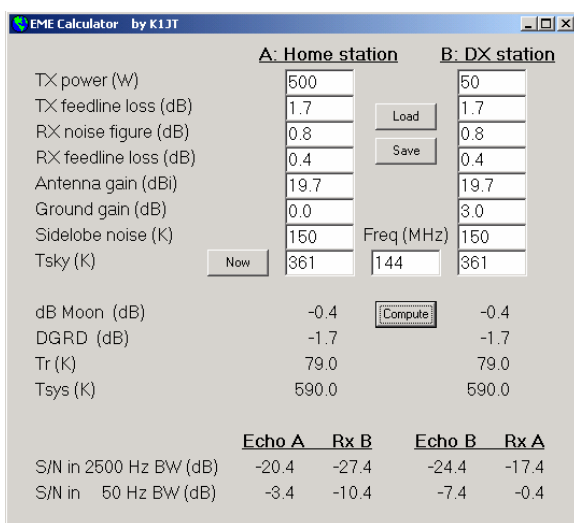 EME Calculator by K1JT
A: Home station B: DX station
TX power (W) 500 50
TX feedline loss (dB) 1.7 Load 1.7
RX noise figure (dB) 0.8 0.8
RX feedline loss (dB) 0.4 Save 0.4
Antenna gain (dBi) 19.7 19.7
Ground gain (dB) 0.0 3.0
Sidelobe noise (K) 150 Freq (MHz) 150
Tsky (K) Now 361 144 361
dB Moon (dB) -0.4 Compute -0.4
DGRD (dB) -1.7 -1.7
Tr (K) 79.0 79.0
Tsys (K) 590.0 590.0
Echo A Rx B Echo B Rx A
S/N in 2500 Hz BW (dB) -20.4 -27.4 -24.4 -17.4
S/N in 50 Hz BW (dB) -3.4 -10.4 -7.4 -0.4